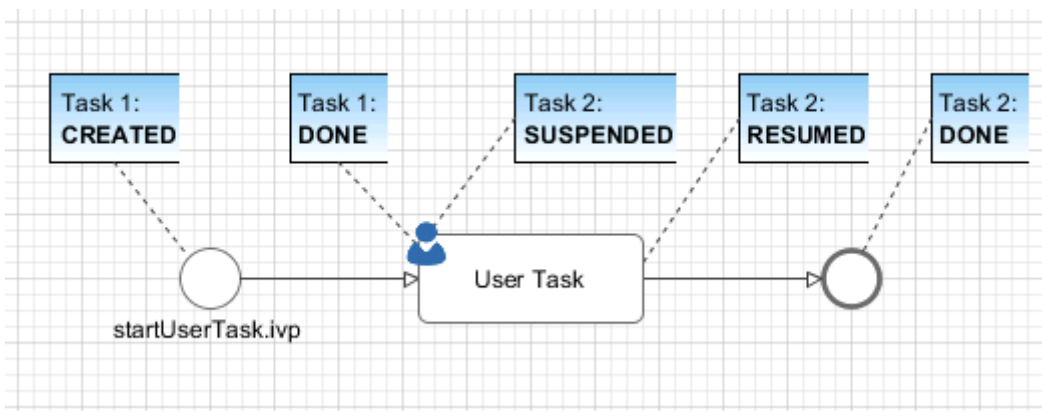 Task 1:
CREATED
Task 1:
DONE
Task 2:
SUSPENDED
Task 2:
RESUMED
Task 2:
DONE
User Task
startUserTask.ivp